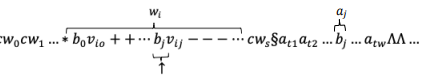 w_i a_j
cw_0cw_1 ... * b_0v_{io} + + ··· b_jv_{ij} − − − ··· cw_s§a_{t1}a_{t2} ... b_j ... a_{tw}ΛΛ ...
↑